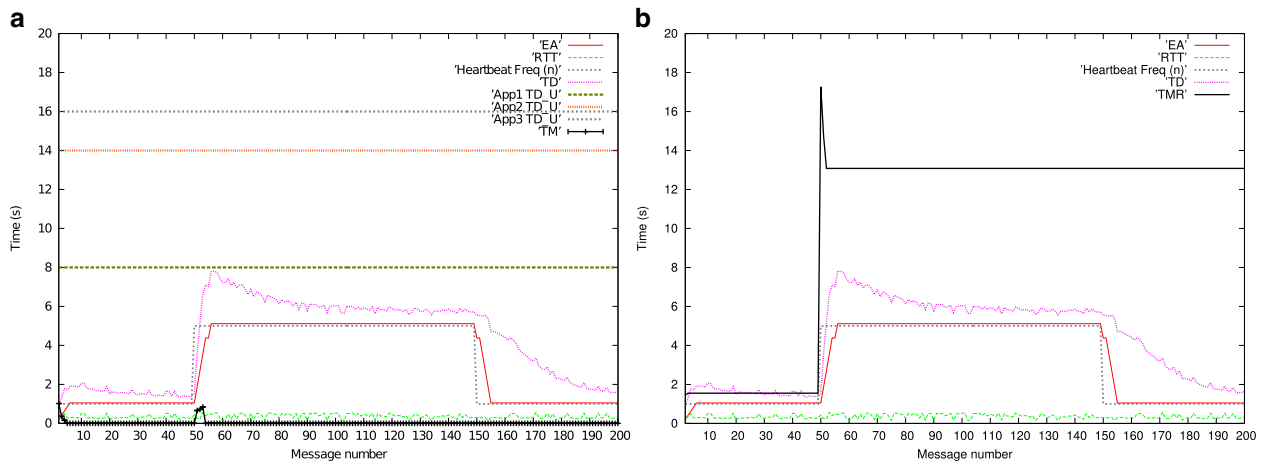 a
20
18
16
14
12
10
8
6
4
2
0
Time (s)
10 20 30 40 50 60 70 80 90 100 110 120 130 140 150 160 170 180 190 200
Message number
'EA'
'RTT'
'Heartbeat Freq (n)'
'TD'
'App1 TD_U'
'App2 TD_U'
'App3 TD_U'
'TM'
b
20
18
16
14
12
10
8
6
4
2
0
Time (s)
10 20 30 40 50 60 70 80 90 100 110 120 130 140 150 160 170 180 190 200
Message number
'EA'
'RTT'
'Heartbeat Freq (n)'
'TD'
'TMR'